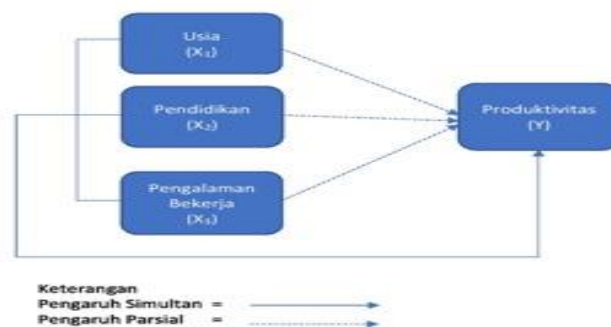 Usia
(X₁)
Pendidikan
(X₂)
Produktivitas
(Y)
Pengalaman
Bekerja
(X₃)
Keterangan
Pengaruh Simultan =
Pengaruh Parsial =